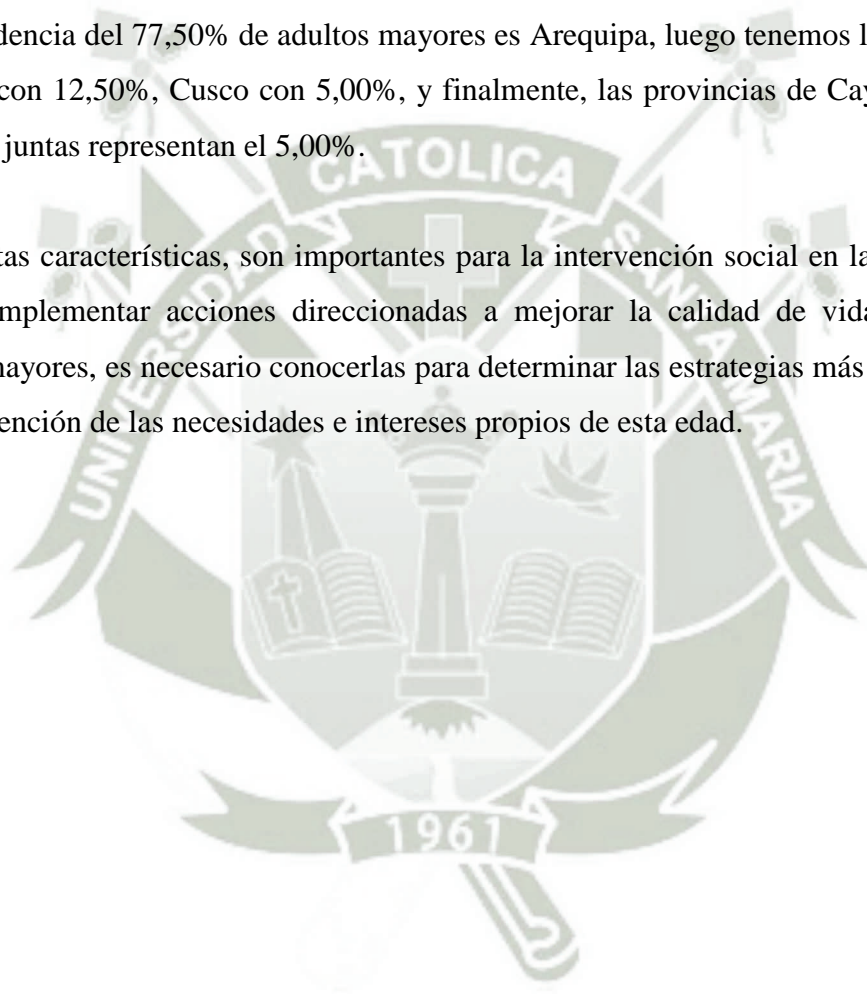 dencia del 77,50% de adultos mayores es Arequipa, luego tenemos l
con 12,50%, Cusco con 5,00%, y finalmente, las provincias de Cay
juntas representan el 5,00%.
tas características, son importantes para la intervención social en la
mplementar acciones direccionadas a mejorar la calidad de vida
mayores, es necesario conocerlas para determinar las estrategias más
ención de las necesidades e intereses propios de esta edad.
UNIVERSIDAD CATOLICA SANTA MARIA
1961